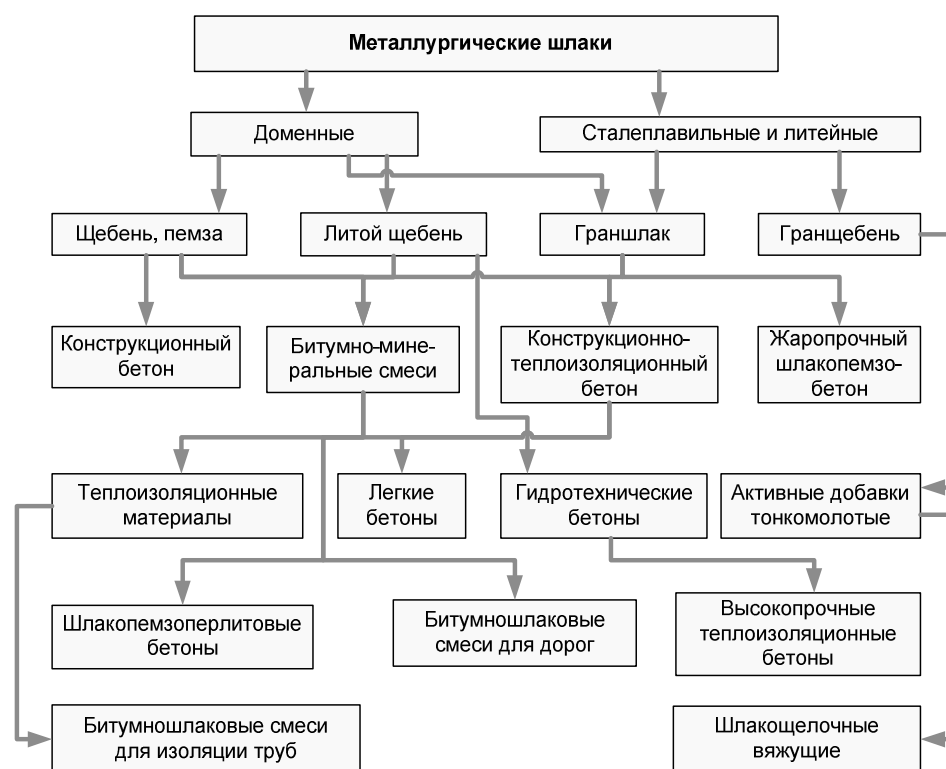 Металлургические шлаки
Доменные
Сталеплавильные и литейные
Щебень, пемза
Литой щебень
Граншлак
Гранщебень
Конструкционный
бетон
Битумно-мине-
ральные смеси
Конструкционно-
теплоизоляционный
бетон
Жаропрочный
шлакопемзо-
бетон
Теплоизоляционные
материалы
Легкие
бетоны
Гидротехнические
бетоны
Активные добавки
тонкомолотые
Шлакопемзоперлитовые
бетоны
Битумношлаковые
смеси для дорог
Высокопрочные
теплоизоляционные
бетоны
Битумношлаковые смеси
для изоляции труб
Шлакощелочные
вяжущие